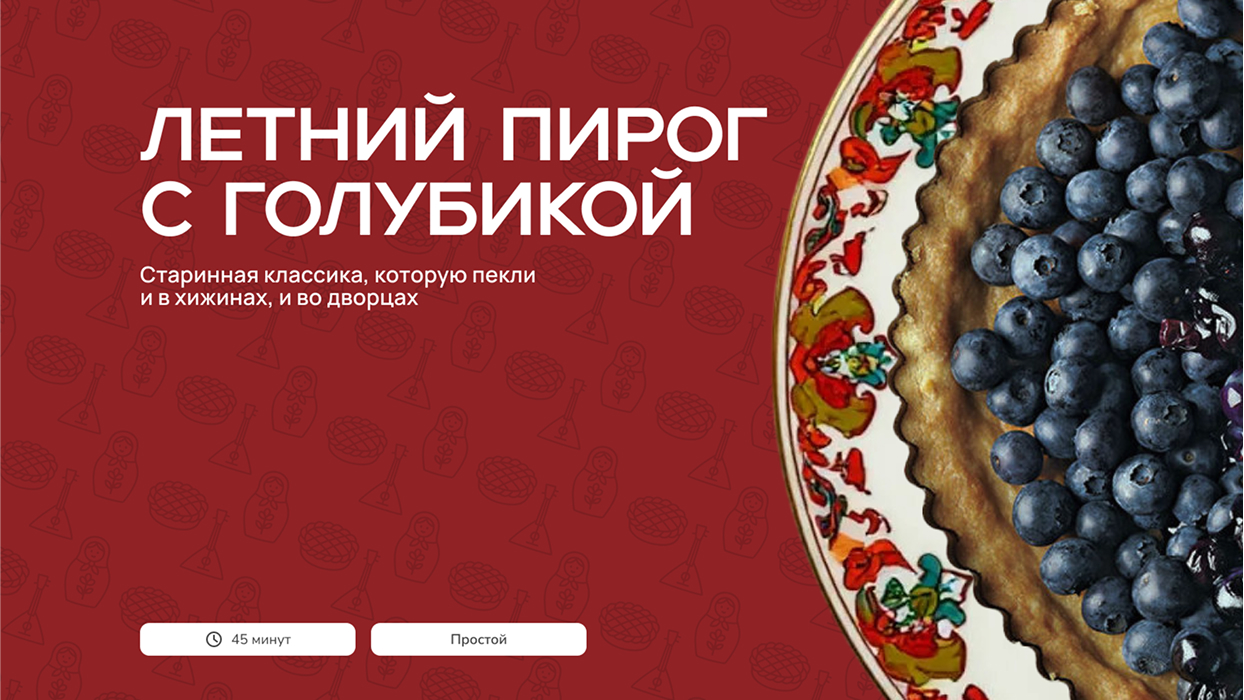 ЛЕТНИЙ ПИРОГ
С ГОЛУБИКОЙ
Старинная классика, которую пекли
и в хижинах, и во дворцах
45 минут
Простой